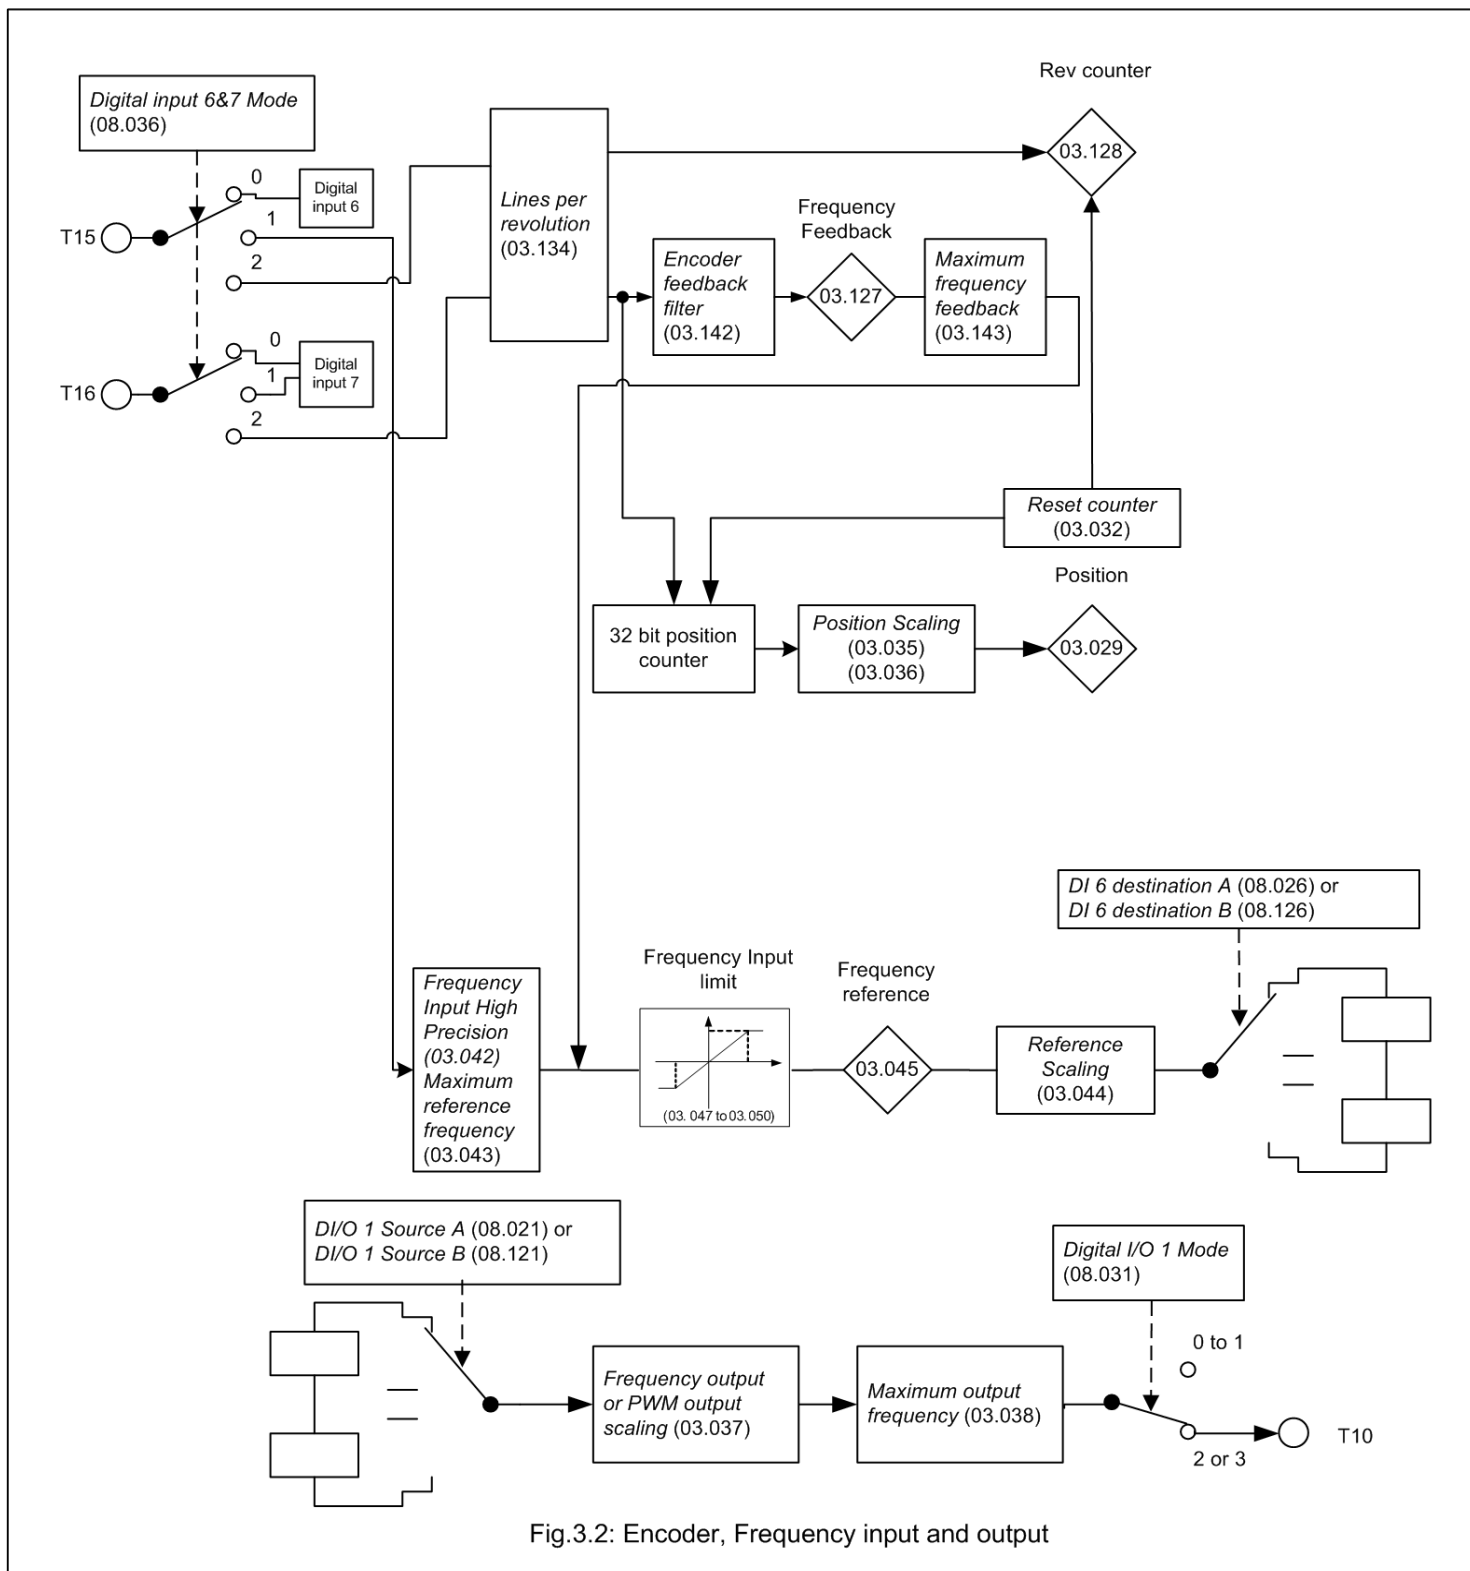 Rev counter
Digital input 6&7 Mode
(08.036)
03.128
0
Digital
input 6
1
T15
2
Lines per
revolution
(03.134)
Frequency
Feedback
Encoder
feedback
filter
(03.142)
03.127
Maximum
frequency
feedback
(03.143)
0
Digital
input 7
1
T16
2
Reset counter
(03.032)
Position
32 bit position
counter
Position Scaling
(03.035)
(03.036)
03.029
DI 6 destination A (08.026) or
DI 6 destination B (08.126)
Frequency Input
limit
Frequency
reference
Frequency
Input High
Precision
(03.042)
Maximum
reference
frequency
(03.043)
(03. 047 to 03. 050)
03.045
Reference
Scaling
(03.044)
DI/O 1 Source A (08.021) or
DI/O 1 Source B (08.121)
Digital I/O 1 Mode
(08.031)
0 to 1
Frequency output
or PWM output
scaling (03.037)
Maximum output
frequency (03.038)
T10
2 or 3
Fig.3.2: Encoder, Frequency input and output